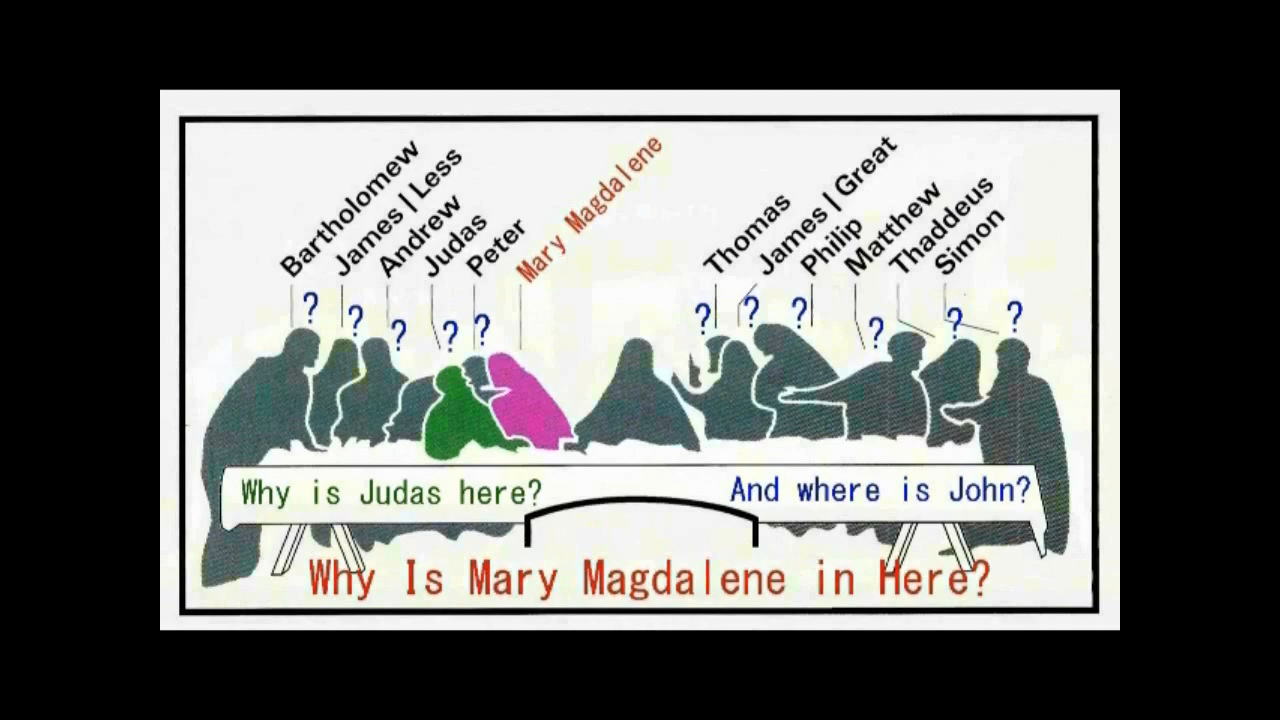 Bartholomew
James | Less
Andrew
Judas
Peter
Mary Magdalene
Thomas
James | Great
Philip
Matthew
Thaddeus
Simon
? ? ? ? ? ? ? ? ? ? ?
Why is Judas here?
And where is John?
Why Is Mary Magdalene in Here?